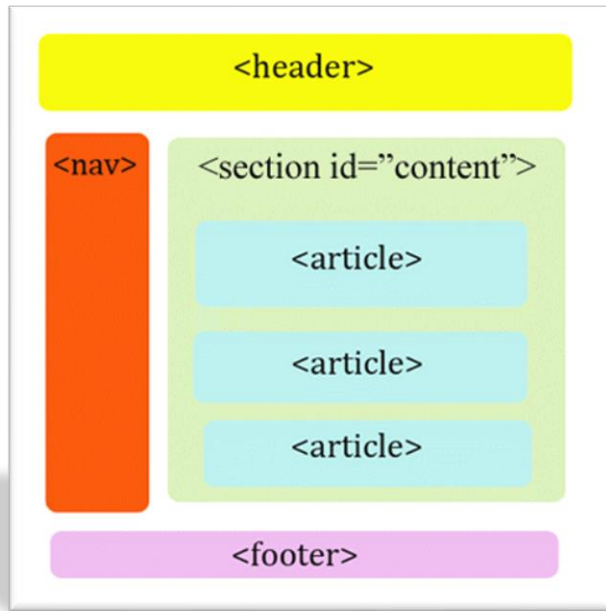 <header>
<nav>
<section id=”content”>
<article>
<article>
<article>
<footer>